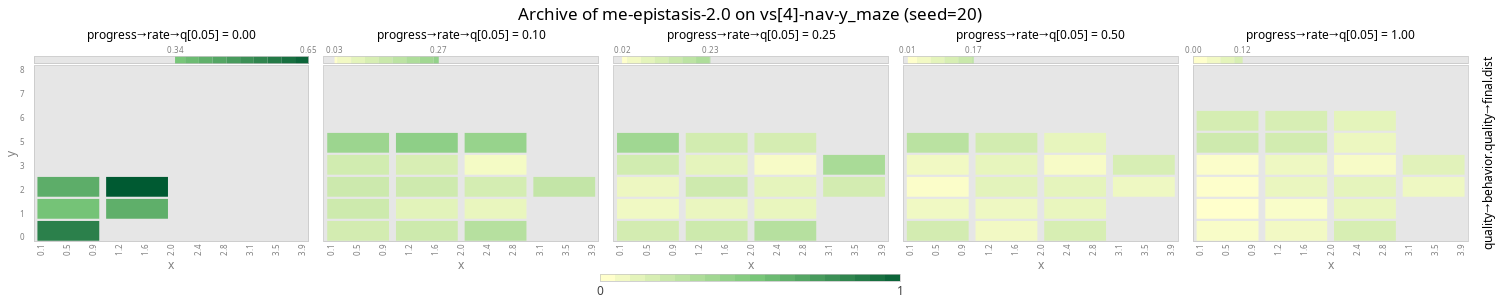 Archive of me-epistasis-2.0 on vs[4]-nav-y_maze (seed=20)
progress→rate→q[0.05] = 0.00
progress→rate→q[0.05] = 0.10
progress→rate→q[0.05] = 0.25
progress→rate→q[0.05] = 0.50
progress→rate→q[0.05] = 1.00
0.34 0.65
0.03 0.27
0.02 0.23
0.01 0.17
0.00 0.12
8
7
6
5
3
2
1
0
y
0.1 0.5 0.9 1.2 1.6 2.0 2.4 2.8 3.1 3.5 3.9
x
0.1 0.5 0.9 1.2 1.6 2.0 2.4 2.8 3.1 3.5 3.9
x
0.1 0.5 0.9 1.2 1.6 2.0 2.4 2.8 3.1 3.5 3.9
x
0.1 0.5 0.9 1.2 1.6 2.0 2.4 2.8 3.1 3.5 3.9
x
0.1 0.5 0.9 1.2 1.6 2.0 2.4 2.8 3.1 3.5 3.9
x
quality→behavior.quality→final.dist
0 1